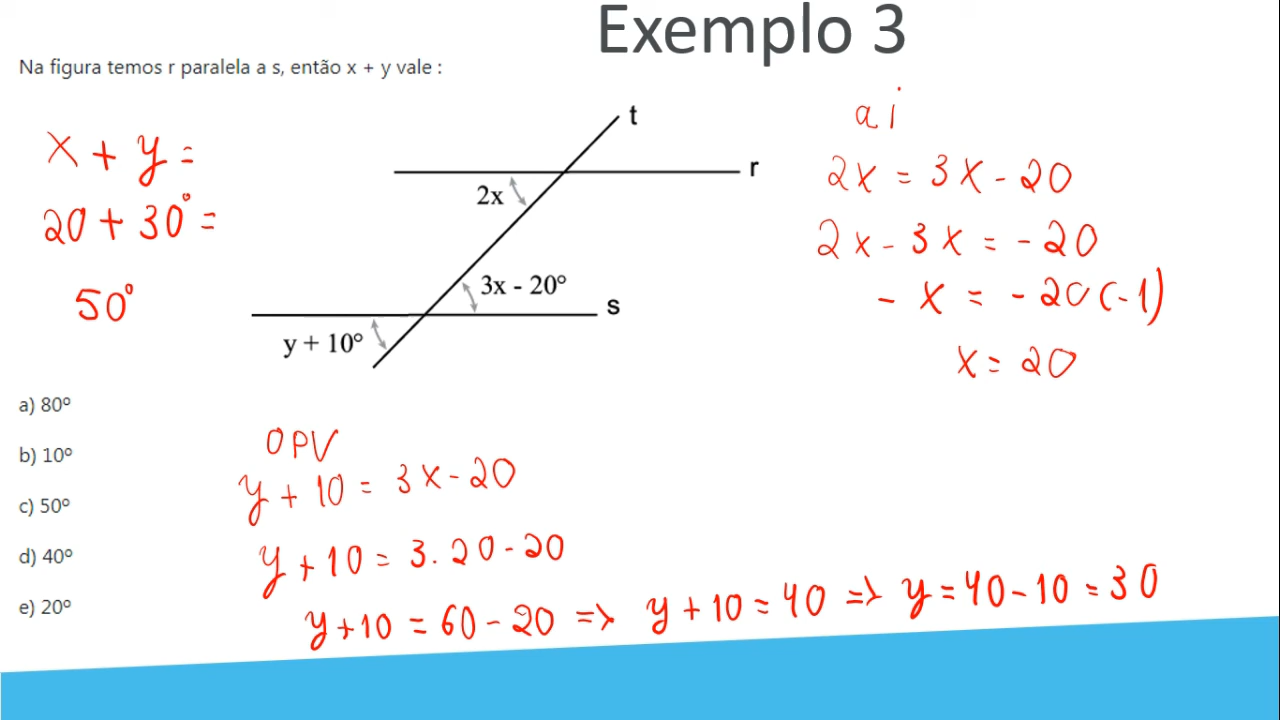 Exemplo 3
Na figura temos r paralela a s, então x + y vale :
x + y =
20 + 30° =
50°
t
r
2x
3x - 20°
s
y + 10°
a i
2x = 3x - 20
2x - 3x = - 20
- x = - 20 (-1)
x = 20
a) 80º
b) 10º
c) 50º
d) 40º
e) 20º
OPV
y + 10 = 3x - 20
y + 10 = 3.20 - 20
y + 10 = 60 - 20 => y + 10 = 40 => y = 40 - 10 = 30